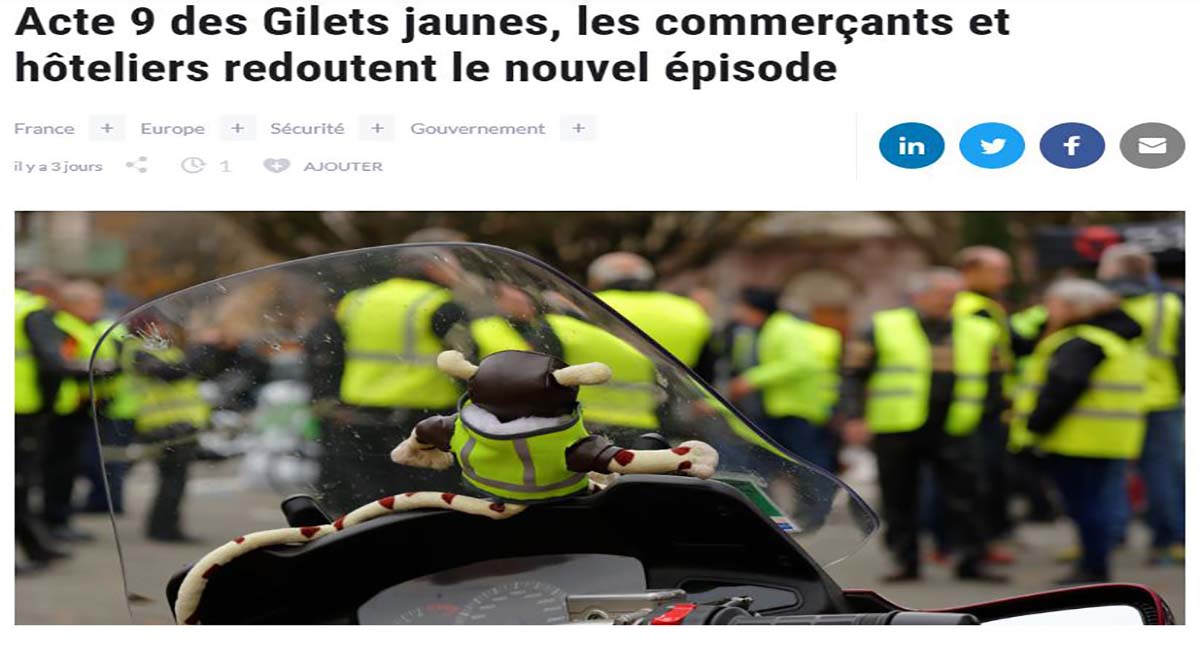 Acte 9 des Gilets jaunes, les commerçants et
hôteliers redoutent le nouvel épisode
France + Europe + Sécurité + Gouvernement +
il y a 3 jours 1 AJOUTER
in f